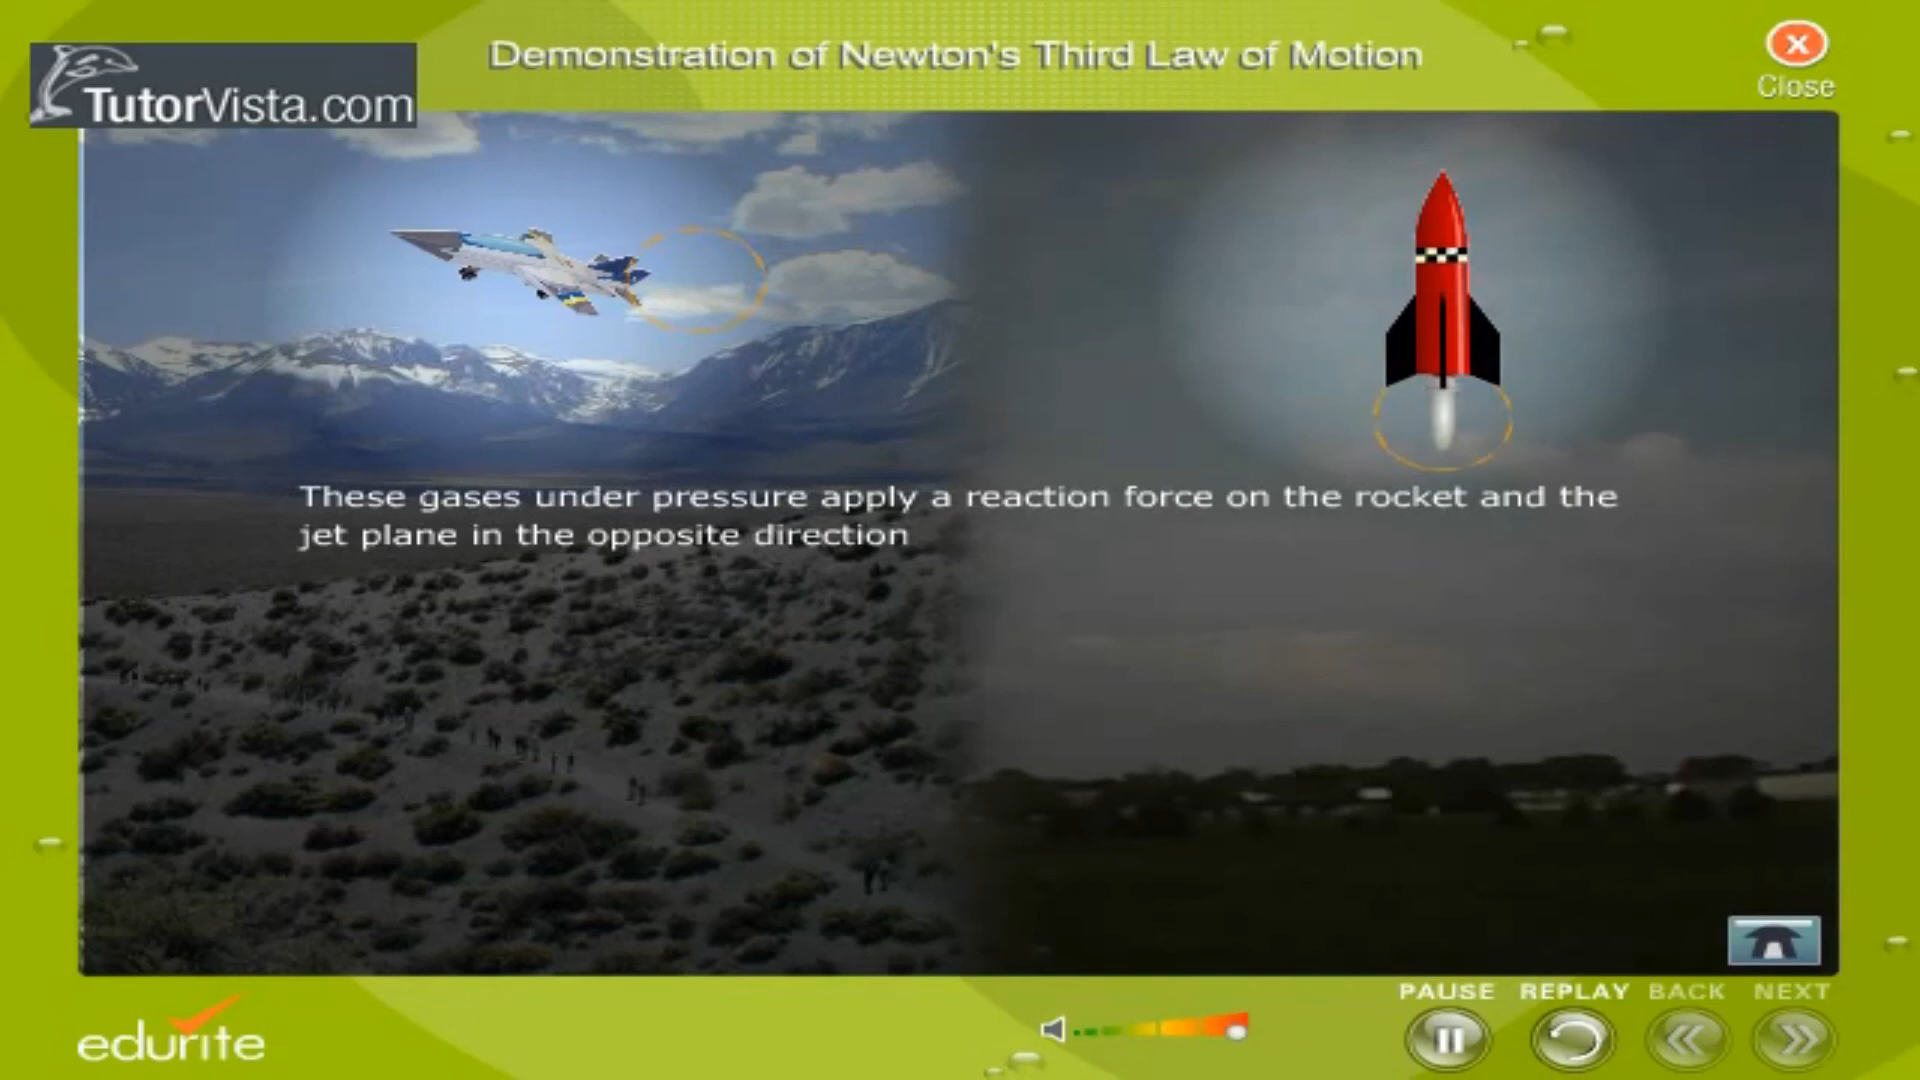 TutorVista.com
Demonstration of Newton's Third Law of Motion
Close
These gases under pressure apply a reaction force on the rocket and the
jet plane in the opposite direction
PAUSE REPLAY BACK NEXT
edurite